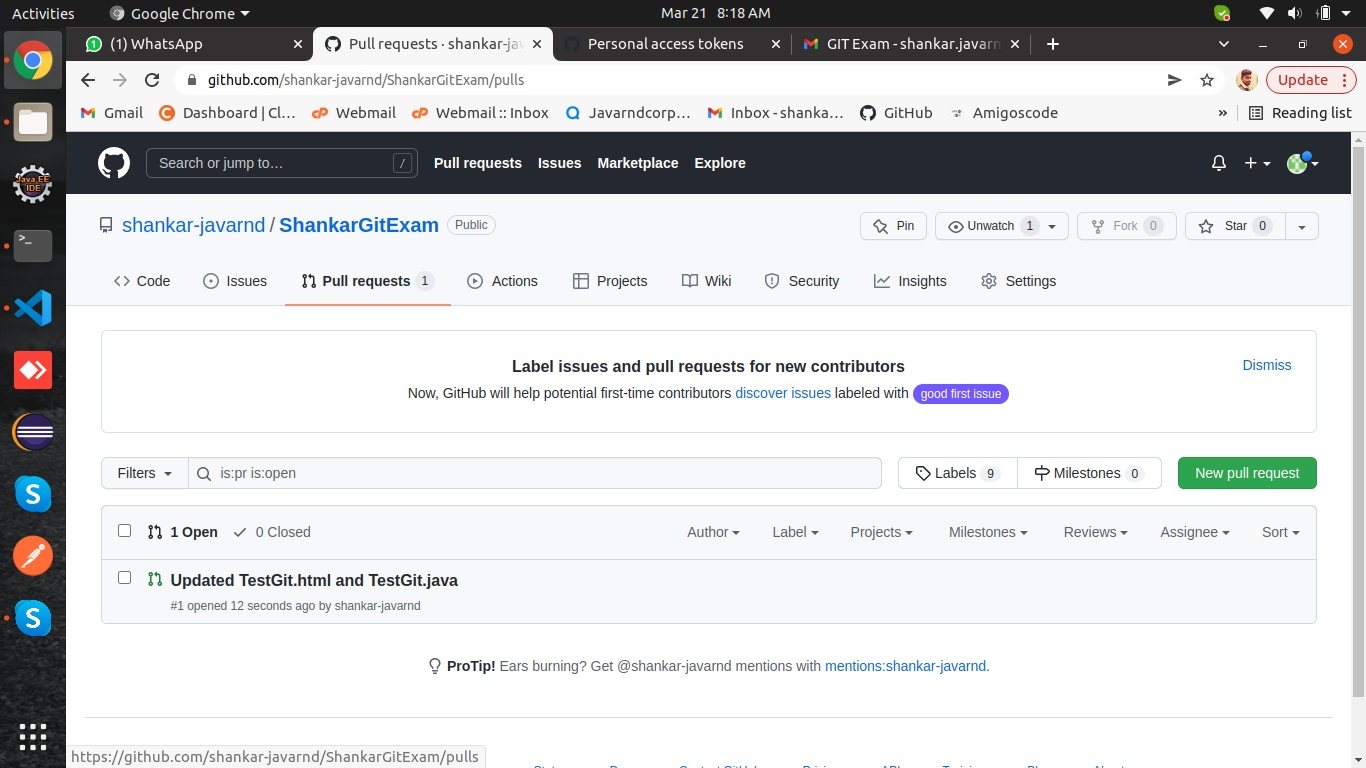 Activities Google Chrome Mar 21 8:18 AM
(1) WhatsApp Pull requests · shankar-jav Personal access tokens GIT Exam - shankar.javarn
github.com/shankar-javarnd/ShankarGitExam/pulls Update
Gmail Dashboard | Cl… Webmail Webmail :: Inbox Javarndcorp… Inbox - shanka… GitHub Amigoscode » Reading list
Java EE
IDE
Search or jump to… / Pull requests Issues Marketplace Explore
shankar-javarnd / ShankarGitExam Public Pin Unwatch 1 Fork 0 Star 0
Code Issues Pull requests 1 Actions Projects Wiki Security Insights Settings
Label issues and pull requests for new contributors Dismiss
Now, GitHub will help potential first-time contributors discover issues labeled with good first issue
Filters is:pr is:open Labels 9 Milestones 0 New pull request
1 Open 0 Closed Author Label Projects Milestones Reviews Assignee Sort
Updated TestGit.html and TestGit.java
#1 opened 12 seconds ago by shankar-javarnd
ProTip! Ears burning? Get @shankar-javarnd mentions with mentions:shankar-javarnd.
https://github.com/shankar-javarnd/ShankarGitExam/pulls